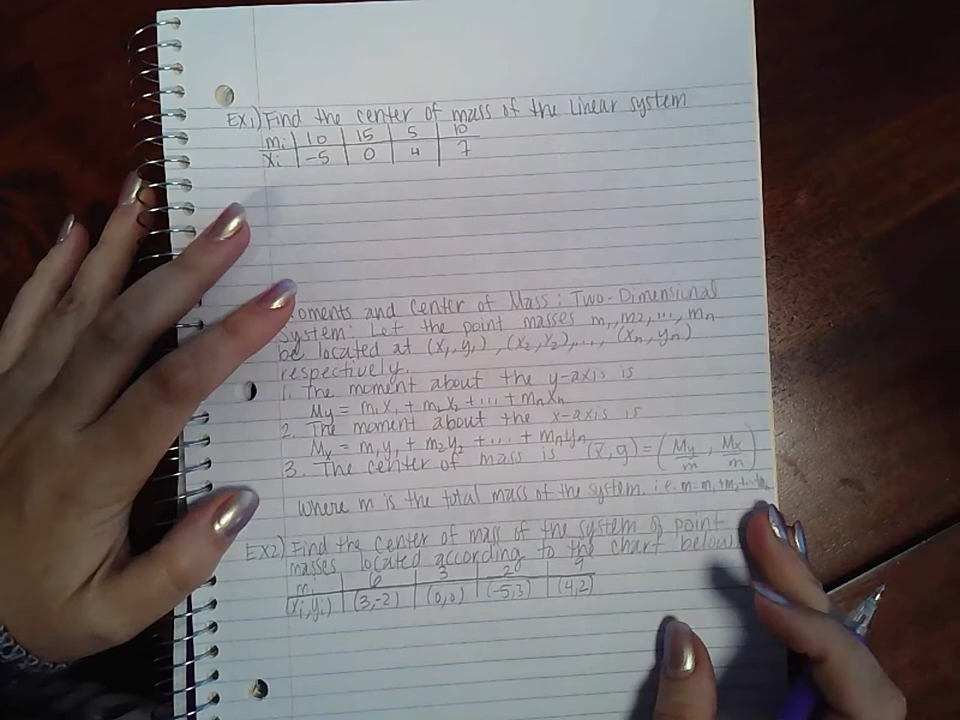 Ex1) Find the center of mass of the linear system
mi | 10 | 15 | 5 | 10
xi | -5 | 0 | 4 | 7
oments and Center of Mass: Two-Dimensional
System: Let the point masses m₁, m₂, ..., mn
be located at (x₁,y₁), (x₂,y₂), ..., (xn, yn)
respectively.
1. The moment about the y-axis is
My = m₁x₁ + m₂x₂ + ... + mnxn
2. The moment about the x-axis is
Mx = m₁y₁ + m₂y₂ + ... + mnyn
3. The center of mass is (x̄, ȳ) = (My/m, Mx/m)
where m is the total mass of the system. i.e. m = m₁ + m₂ + ... + mn
Ex2) Find the center of mass of the system of point
masses located according to the chart below
mi | 6 | 3 | 2 | 9
(xi,yi) | (3,-2) | (0,0) | (-5,3) | (4,2)